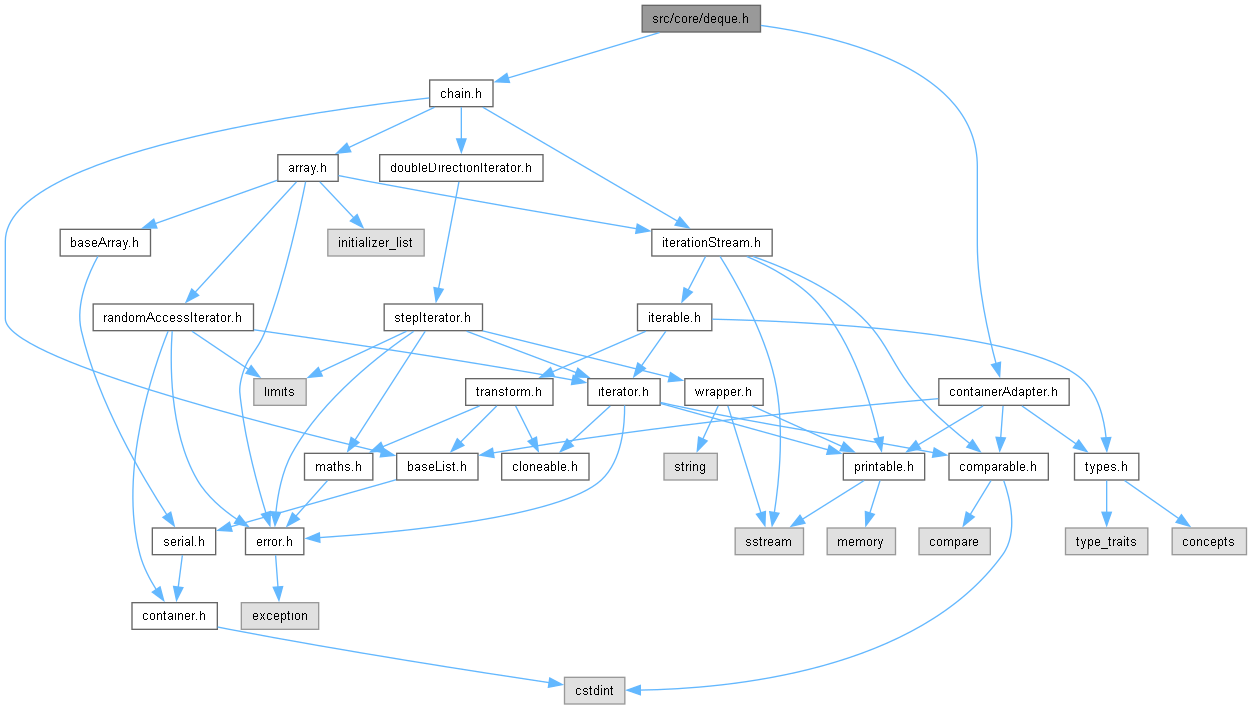 src/core/deque.h
chain.h
array.h
doubleDirectionIterator.h
baseArray.h
initializer_list
iterationStream.h
randomAccessIterator.h
stepIterator.h
iterable.h
limits
transform.h
iterator.h
wrapper.h
containerAdapter.h
maths.h
baseList.h
cloneable.h
string
printable.h
comparable.h
types.h
serial.h
error.h
sstream
memory
compare
type_traits
concepts
container.h
exception
cstdint